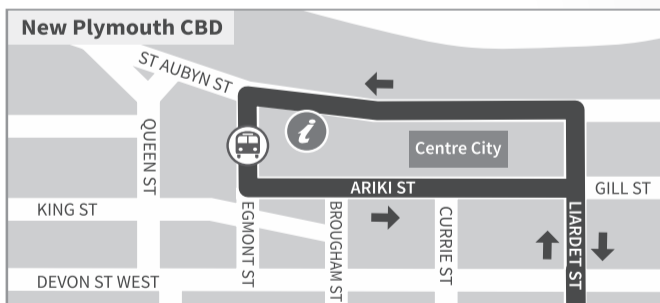 New Plymouth CBD
ST AUBYN ST
i
QUEEN ST
Centre City
ARIKI ST
GILL ST
KING ST
EGMONT ST
BROUGHAM ST
CURRIE ST
LIARDET ST
DEVON ST WEST